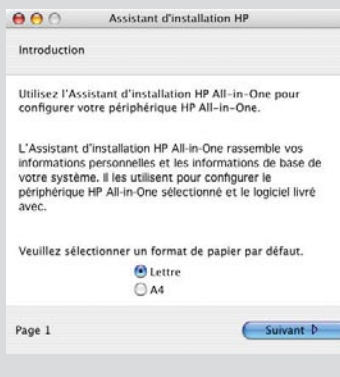 Assistant d'installation HP
Introduction
Utilisez l'Assistant d'installation HP All-in-One pour
configurer votre périphérique HP All-in-One.
L'Assistant d'installation HP All-in-One rassemble vos
informations personnelles et les informations de base de
votre système. Il les utilisent pour configurer le
périphérique HP All-in-One sélectionné et le logiciel livré
avec.
Veuillez sélectionner un format de papier par défaut.
Lettre
A4
Page 1
Suivant